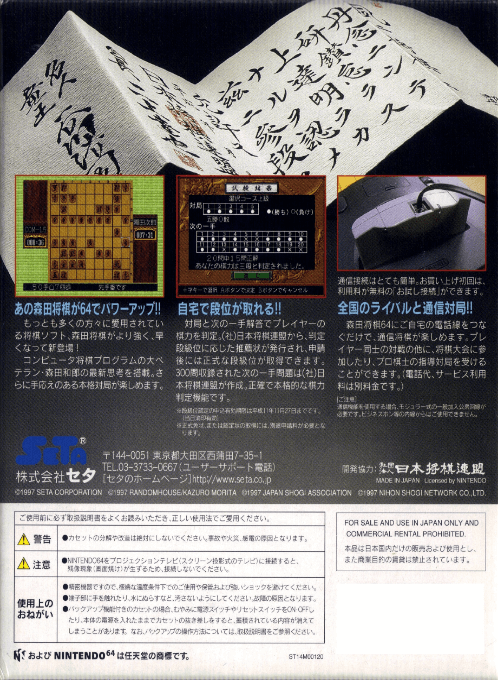 通信接続はとても簡単。お買い上げ初回は、
利用料が無料の「お試し接続」ができます。
あの森田将棋が64でパワーアップ!!
もっとも多くの方々に愛用されてい
る将棋ソフト、森田将棋がより強く、早
くなって新登場!
コンピュータ将棋プログラムの大ベ
テラン・森田和郎の最新思考を搭載。さ
らに手応えのある本格対局が楽しめます。
自宅で段位が取れる!!
対局と次の一手解答でプレイヤーの
棋力を判定。(社)日本将棋連盟から、判定
段級位に応じた推薦状が発行され、申請
後には正式な段級位が取得できます。
300問収録された次の一手問題は(社)日
本将棋連盟が作成。正確で本格的な棋力
判定機能です。
全国のライバルと通信対局!!
森田将棋64にご自宅の電話線をつな
ぐだけで、通信将棋が楽しめます。プレ
イヤー同士の対戦の他に、将棋大会に参
加したり、プロ棋士の指導対局を受ける
ことができます。(電話代、サービス利用
料は別料金です。)
SETA®
株式会社セタ
〒144-0051 東京都大田区西蒲田7-35-1
TEL.03-3733-0667(ユーザーサポート電話)
[セタのホームページ]http://www.seta.co.jp
開発協力: 日本将棋連盟
MADE IN JAPAN Licensed by NINTENDO
©1997 SETA CORPORATION ©1997 RANDOMHOUSE/KAZURO MORITA ©1997 JAPAN SHOGI ASSOCIATION ©1997 NIHON SHOGI NETWORK CO.,LTD.
ご使用前に必ず取扱説明書をよくお読みいただき、正しい使用法でご愛用ください。
警告
●カセットの分解や改造は絶対にしないでください。事故や火災、感電の原因となります。
注意
●NINTENDO64をプロジェクションテレビ(スクリーン投影式のテレビ)に接続すると、
残像現象(画面焼け)が生ずるため、接続しないでください。
使用上の
おねがい
●精密機器ですので、極端な温度条件下でのご使用や保管および強いショックを避けてください。
●端子部に手を触れたり、水にぬらすなど、汚さないようにしてください。故障の原因となります。
●バックアップ機能付きのカセットの場合、むやみに電源スイッチやリセットスイッチをON・OFFし
たり、本体の電源を入れたままでカセットの抜き差しをすると、蓄積されている内容が消えて
しまうことがあります。なお、バックアップの操作方法については、取扱説明書をご参照ください。
FOR SALE AND USE IN JAPAN ONLY AND
COMMERCIAL RENTAL PROHIBITED.
本品は日本国内だけの販売および使用とし、
また商業目的の賃貸は禁止されています。
および NINTENDO64 は任天堂の商標です。
ST14M00120